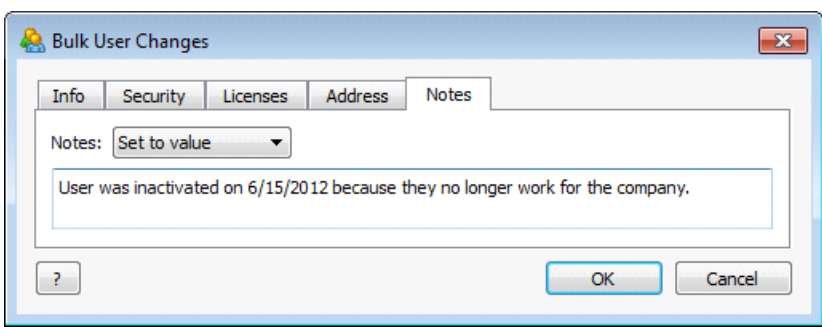 Bulk User Changes
Info Security Licenses Address Notes
Notes: Set to value
User was inactivated on 6/15/2012 because they no longer work for the company.
? OK Cancel